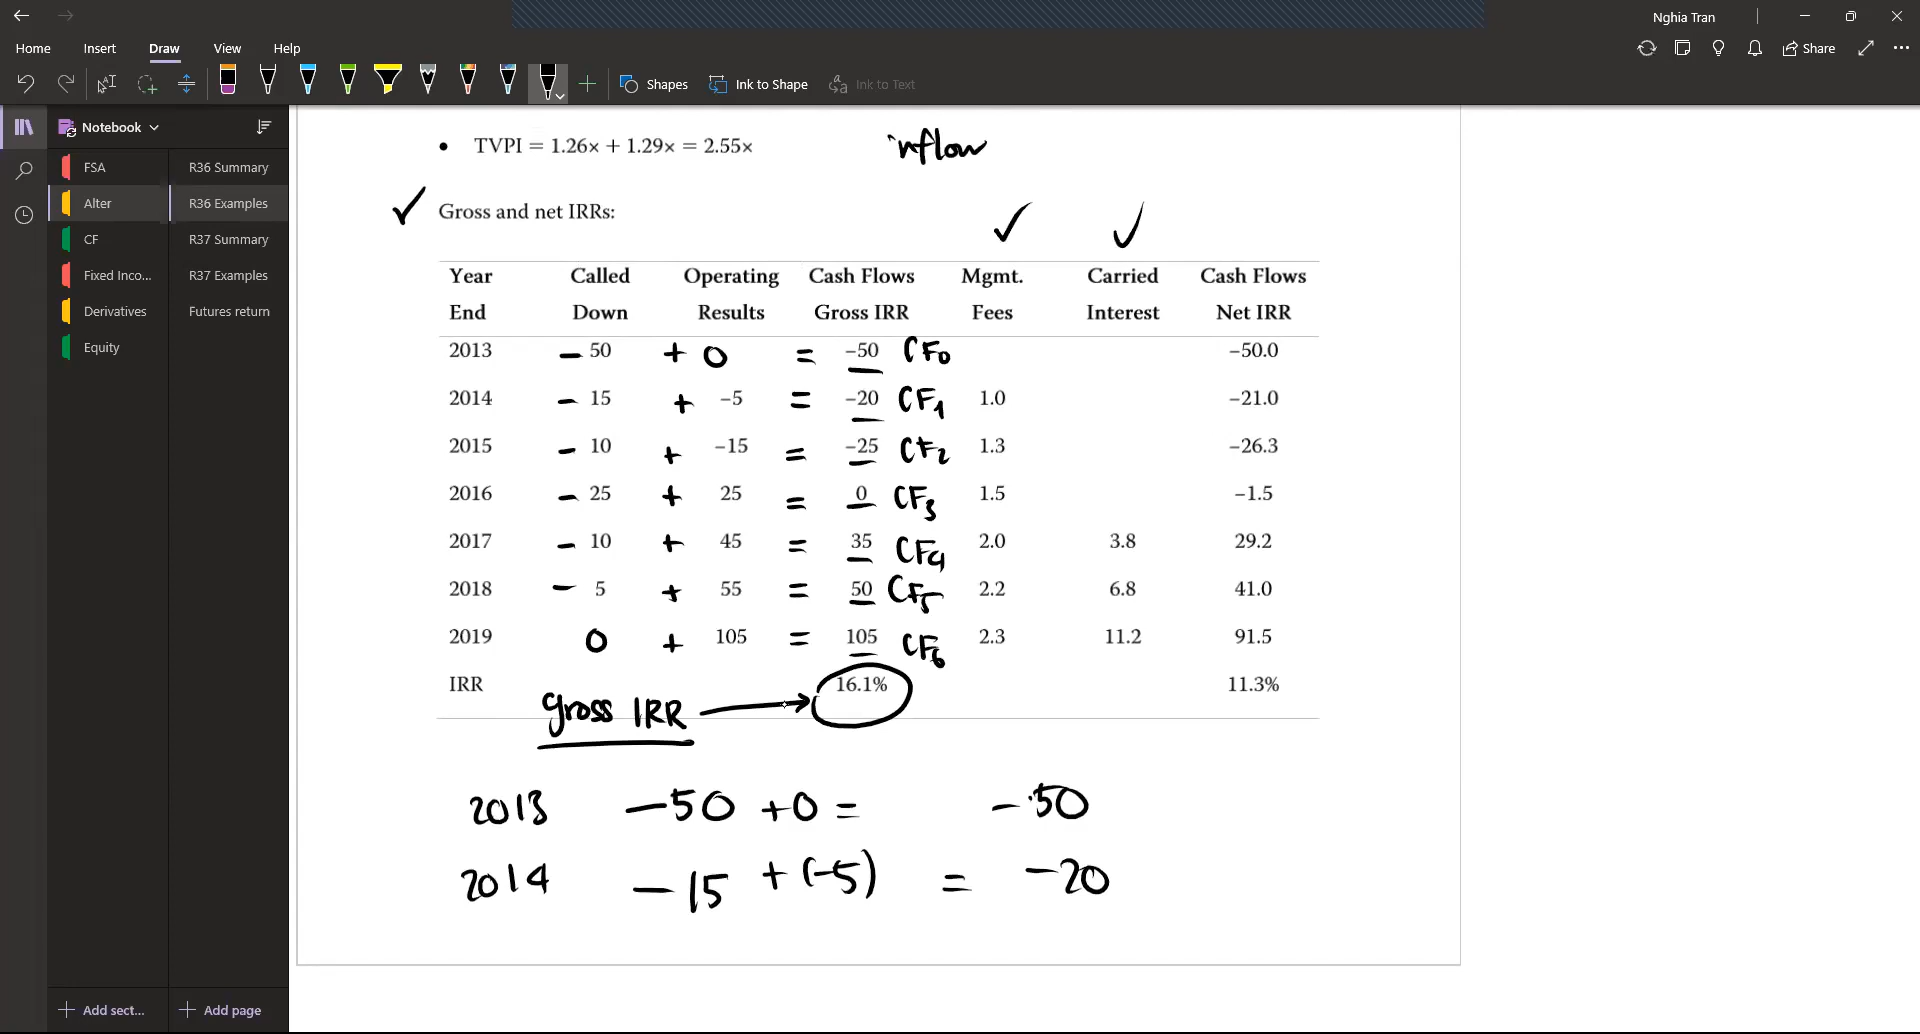 Nghia Tran
Home Insert Draw View Help
Share
Shapes Ink to Shape Ink to Text
Notebook
FSA
Alter
CF
Fixed Inco...
Derivatives
Equity
R36 Summary
R36 Examples
R37 Summary
R37 Examples
Futures return
Add sect...
Add page
• TVPI = 1.26x + 1.29x = 2.55x inflow
✓ Gross and net IRRs: ✓ ✓
Year Called Operating Cash Flows Mgmt. Carried Cash Flows
End Down Results Gross IRR Fees Interest Net IRR
2013 – 50 + 0 = –50 CF0 –50.0
2014 – 15 + –5 = –20 CF1 1.0 –21.0
2015 – 10 + –15 = –25 CF2 1.3 –26.3
2016 – 25 + 25 = 0 CF3 1.5 –1.5
2017 – 10 + 45 = 35 CF4 2.0 3.8 29.2
2018 – 5 + 55 = 50 CF5 2.2 6.8 41.0
2019 0 + 105 = 105 CF6 2.3 11.2 91.5
IRR 16.1% 11.3%
gross IRR →
2013 –50 +0 = –50
2014 –15 + (–5) = –20